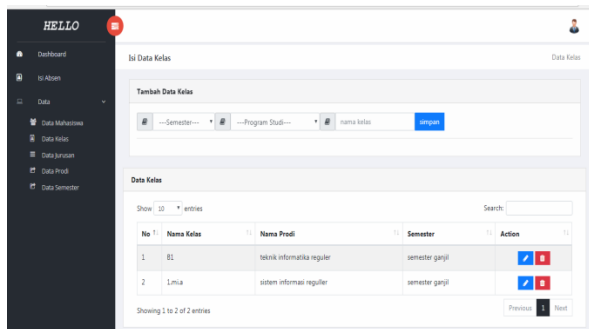 HELLO
Dashboard
Isi Absen
Data
Data Mahasiswa
Data Kelas
Data Jurusan
Data Prodi
Data Semester
Isi Data Kelas
Data Kelas
Tambah Data Kelas
---Semester--- ---Program Studi--- nama kelas simpan
Data Kelas
Show 10 entries Search:
No Nama Kelas Nama Prodi Semester Action
1 B1 teknik informatika reguler semester ganjil
2 1.mi.a sistem informasi reguller semester ganjil
Showing 1 to 2 of 2 entries Previous 1 Next